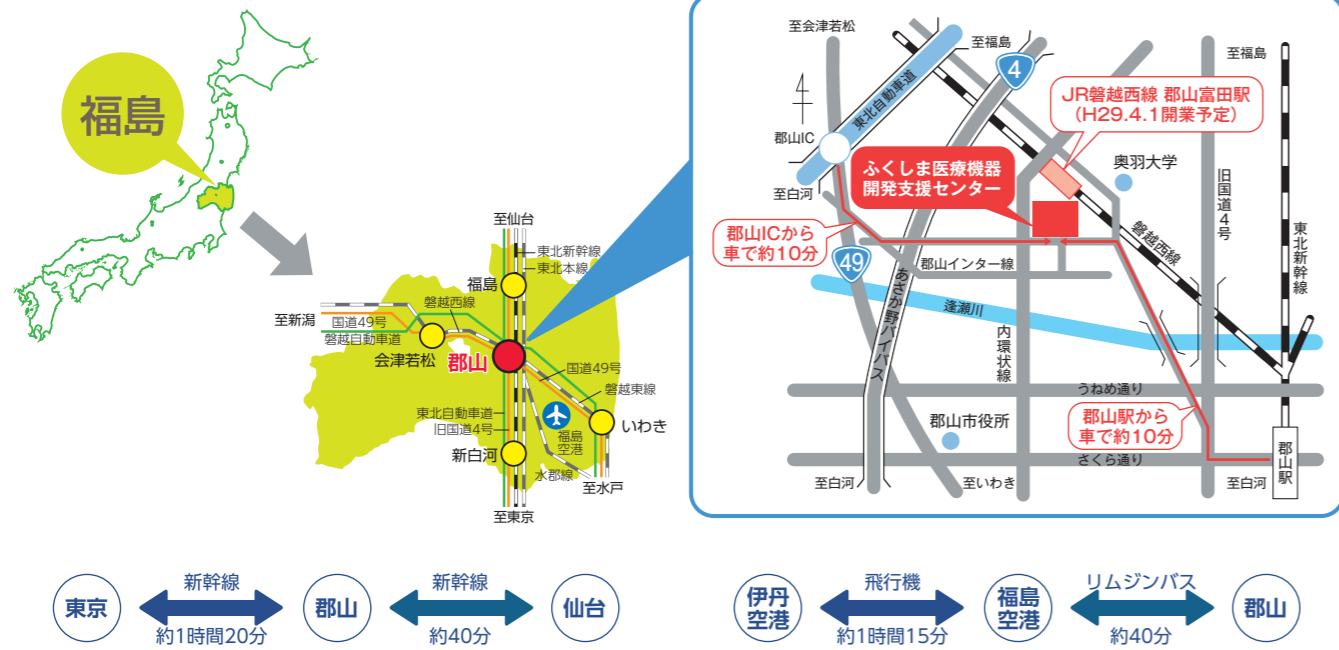 福島
至仙台
東北新幹線
東北本線
福島
磐越西線
至新潟
国道49号
磐越自動車道
会津若松
郡山
国道49号
磐越東線
東北自動車道
旧国道4号
福島
空港
いわき
新白河
水郡線
至水戸
至東京
至会津若松
至福島
4
至福島
東北自動車道
JR磐越西線 郡山富田駅
(H29.4.1開業予定)
郡山IC
ふくしま医療機器
開発支援センター
奥羽大学
至白河
旧国道4号
郡山ICから
車で約10分
49
郡山インター線
磐越西線
東北新幹線
あさか野バイパス
逢瀬川
内環状線
うねめ通り
郡山市役所
郡山駅から
車で約10分
さくら通り
郡山駅
至白河
至いわき
至白河
東京
新幹線
約1時間20分
郡山
新幹線
約40分
仙台
伊丹
空港
飛行機
約1時間15分
福島
空港
リムジンバス
約40分
郡山